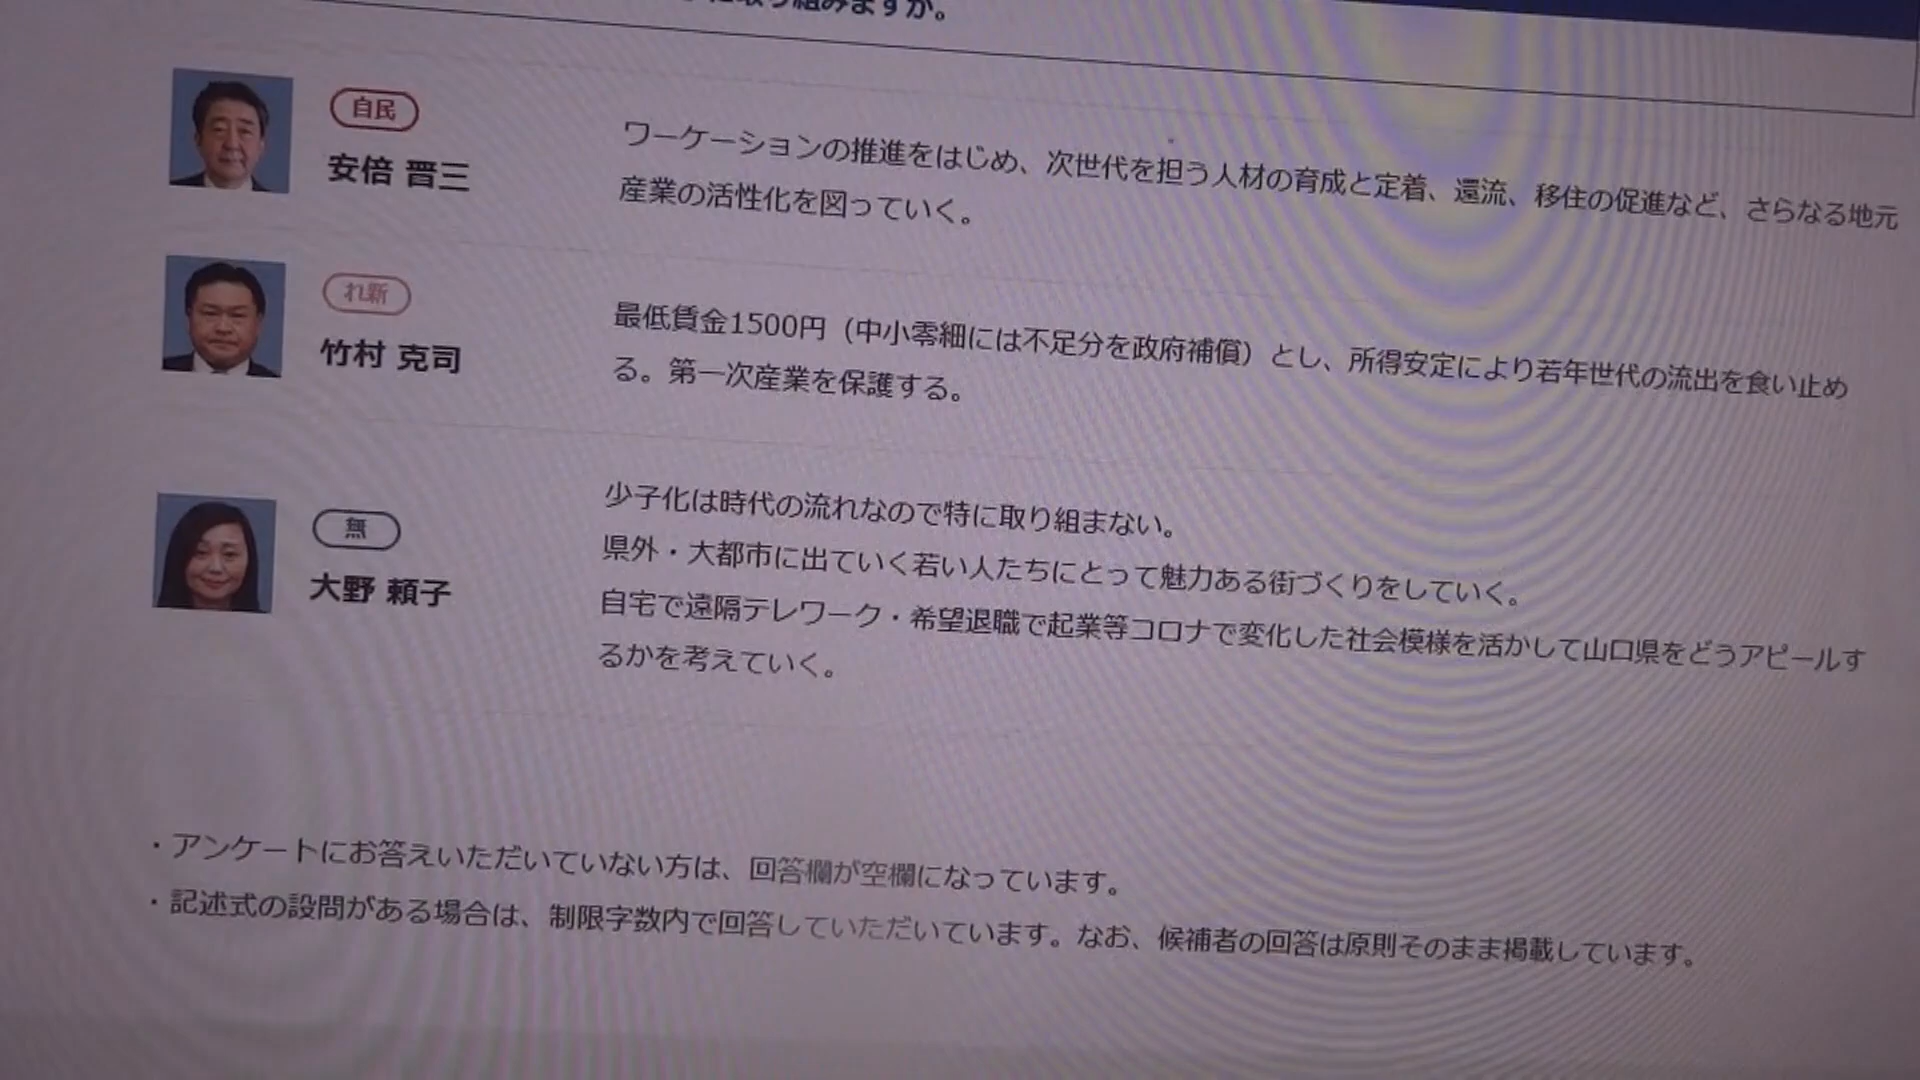 に取り組みますか。
自民
安倍 晋三
ワーケーションの推進をはじめ、次世代を担う人材の育成と定着、還流、移住の促進など、さらなる地元
産業の活性化を図っていく。
れ新
竹村 克司
最低賃金1500円（中小零細には不足分を政府補償）とし、所得安定により若年世代の流出を食い止め
る。第一次産業を保護する。
無
大野 頼子
少子化は時代の流れなので特に取り組まない。
県外・大都市に出ていく若い人たちにとって魅力ある街づくりをしていく。
自宅で遠隔テレワーク・希望退職で起業等コロナで変化した社会模様を活かして山口県をどうアピールす
るかを考えていく。
・アンケートにお答えいただいていない方は、回答欄が空欄になっています。
・記述式の設問がある場合は、制限字数内で回答していただいています。なお、候補者の回答は原則そのまま掲載しています。